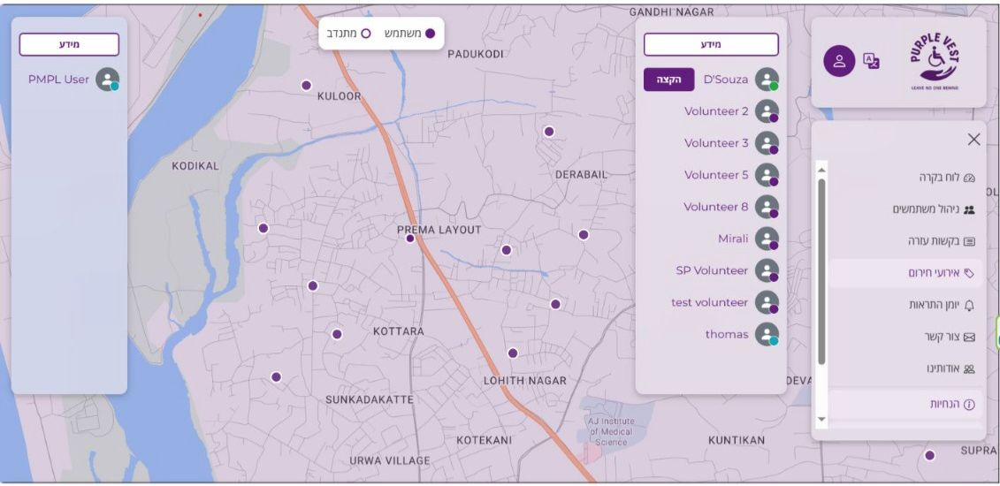 GANDHI NAGAR
מידע
PMPL User
משתמש
מתנדב
PADUKODI
KULOOR
KODIKAL
DERABAIL
PREMA LAYOUT
KOTTARA
LOHITH NAGAR
SUNKADAKATTE
AJ Institute
of Medical
Science
KOTEKANI
KUNTIKAN
URWA VILLAGE
SUPRA
DEVA
מידע
D'Souza
הקצה
Volunteer 2
Volunteer 3
Volunteer 5
Volunteer 8
Mirali
SP Volunteer
test volunteer
thomas
PURPLE VEST
LEAVE NO ONE BEHIND
לוח בקרה
ניהול משתמשים
בקשות עזרה
אירועי חירום
יומן התראות
צור קשר
אודותינו
הנחיות